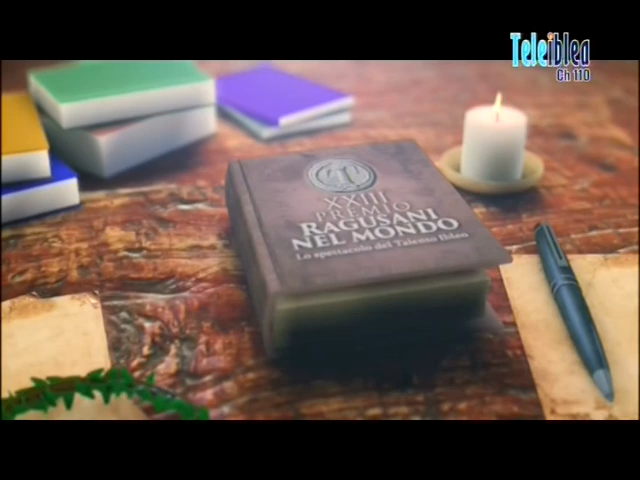 Teleiblea
Ch 110
T
XXIII
PREMIO
RAGUSANI
NEL MONDO
Lo spettacolo del Talento Ibleo